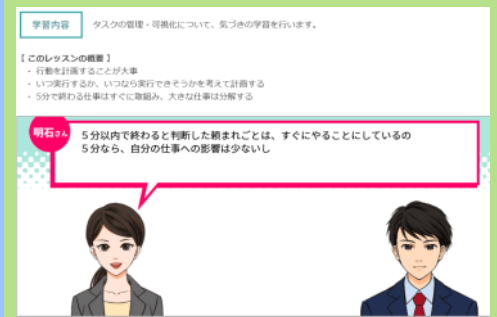 学習内容
タスクの管理・可視化について、気づきの学習を行います。
【このレッスンの概要】
・行動を計画することが大事
・いつ実行するか、いつなら実行できそうかを考えて計画する
・5分で終わる仕事はすぐに取組み、大きな仕事は分解する
明石さん
５分以内で終わると判断した頼まれごとは、すぐにやることにしているの
５分なら、自分の仕事への影響は少ないし